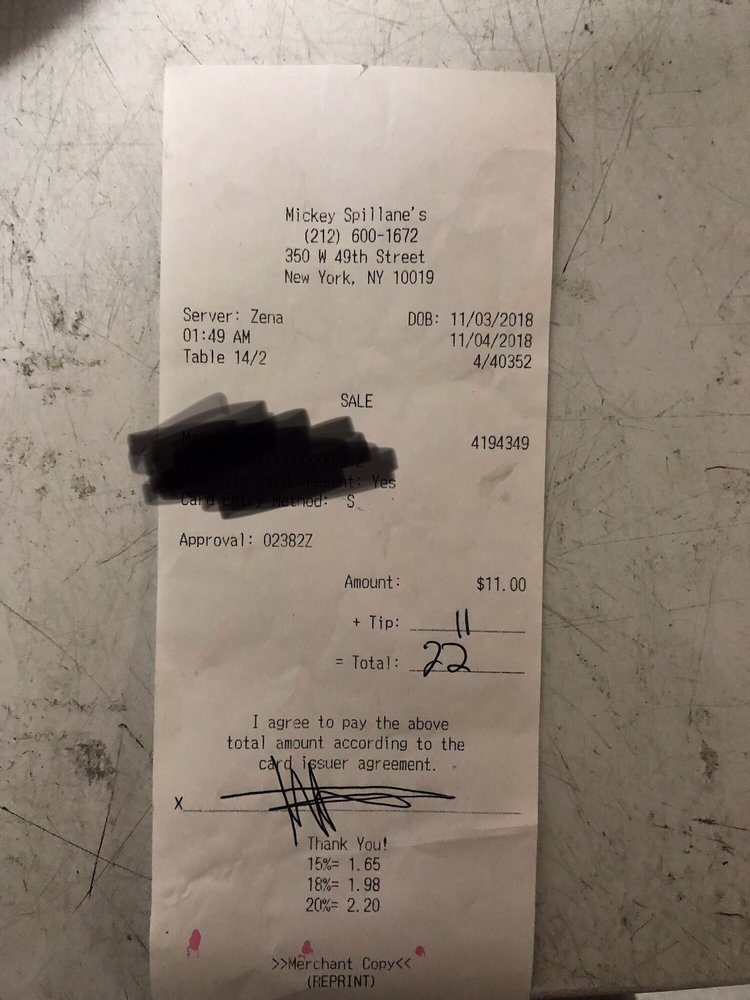 Mickey Spillane's
(212) 600-1672
350 W 49th Street
New York, NY 10019
Server: Zena DOB: 11/03/2018
01:49 AM 11/04/2018
Table 14/2 4/40352
SALE
4194349
card present: Yes
Card Entry Method: S
Approval: 02382Z
Amount: $11.00
+ Tip: 11
= Total: 22
I agree to pay the above
total amount according to the
card issuer agreement.
X
Thank You!
15%= 1.65
18%= 1.98
20%= 2.20
>>Merchant Copy<<
(REPRINT)